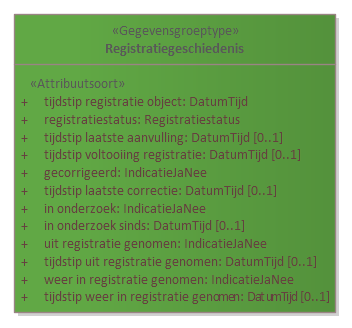 «Gegevensgroeptype»
Registratiegeschiedenis
«Attribuutsoort»
+ tijdstip registratie object: DatumTijd
+ registratiestatus: Registratiestatus
+ tijdstip laatste aanvulling: DatumTijd [0..1]
+ tijdstip voltooiing registratie: DatumTijd [0..1]
+ gecorrigeerd: IndicatieJaNee
+ tijdstip laatste correctie: DatumTijd [0..1]
+ in onderzoek: IndicatieJaNee
+ in onderzoek sinds: DatumTijd [0..1]
+ uit registratie genomen: IndicatieJaNee
+ tijdstip uit registratie genomen: DatumTijd [0..1]
+ weer in registratie genomen: IndicatieJaNee
+ tijdstip weer in registratie genomen: DatumTijd [0..1]